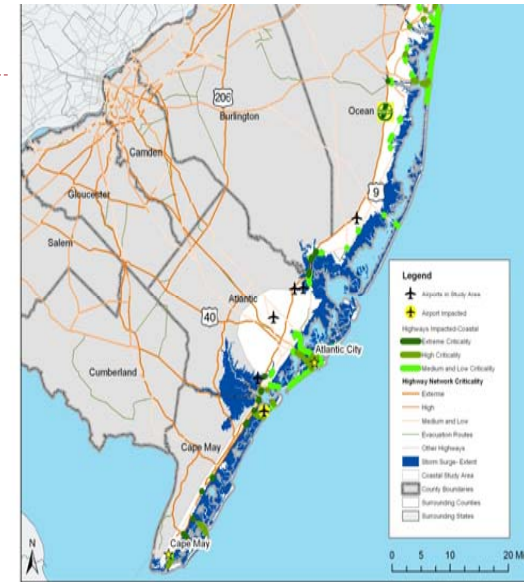 206
Burlington
Ocean
Camden
Gloucester
9
Salem
Atlantic
40
Atlantic City
Cumberland
Cape May
Cape May
N
Legend
Airports in Study Area
Airport Impacted
Highways Impacted-Coastal
Extreme Criticality
High Criticality
Medium and Low Criticality
Highway Network Criticality
Extreme
High
Medium and Low
Evacuation Routes
Other Highways
Storm Surge- Extent
Coastal Study Area
County Boundaries
Surrounding Counties
Surrounding States
0 5 10 20 M